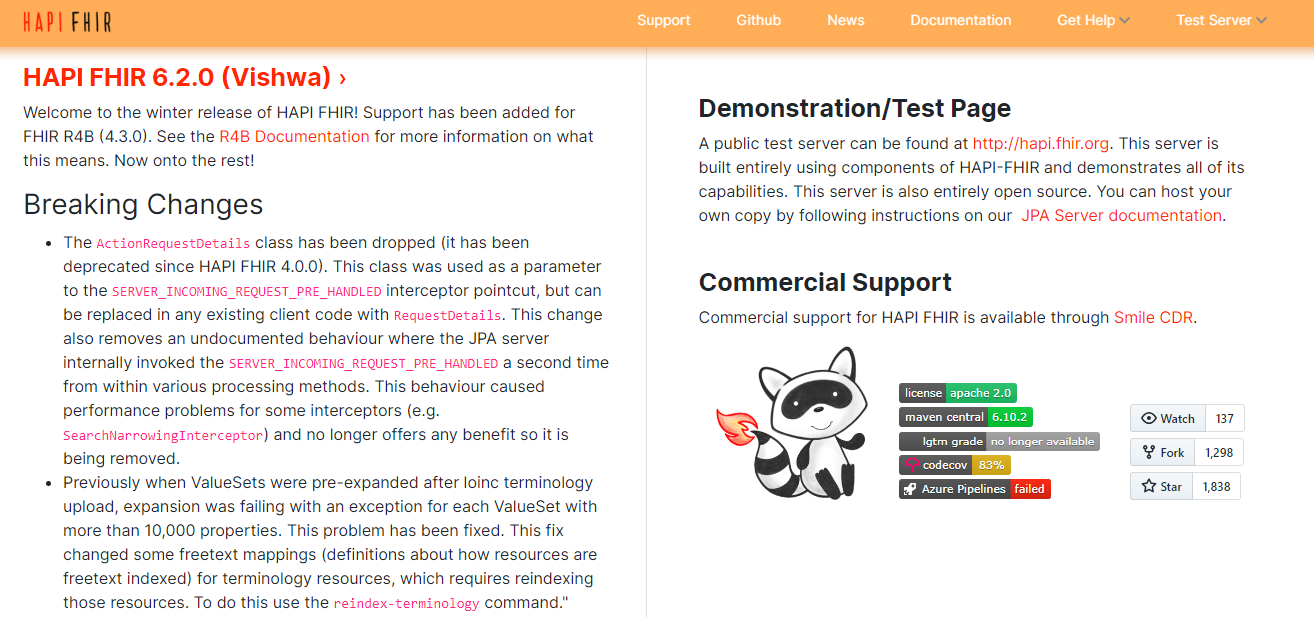 HAPI FHIR
Support
Github
News
Documentation
Get Help
Test Server
HAPI FHIR 6.2.0 (Vishwa) ›
Welcome to the winter release of HAPI FHIR! Support has been added for
FHIR R4B (4.3.0). See the R4B Documentation for more information on what
this means. Now onto the rest!
Breaking Changes
• The ActionRequestDetails class has been dropped (it has been
deprecated since HAPI FHIR 4.0.0). This class was used as a parameter
to the SERVER_INCOMING_REQUEST_PRE_HANDLED interceptor pointcut, but can
be replaced in any existing client code with RequestDetails. This change
also removes an undocumented behaviour where the JPA server
internally invoked the SERVER_INCOMING_REQUEST_PRE_HANDLED a second time
from within various processing methods. This behaviour caused
performance problems for some interceptors (e.g.
SearchNarrowingInterceptor) and no longer offers any benefit so it is
being removed.
• Previously when ValueSets were pre-expanded after loinc terminology
upload, expansion was failing with an exception for each ValueSet with
more than 10,000 properties. This problem has been fixed. This fix
changed some freetext mappings (definitions about how resources are
freetext indexed) for terminology resources, which requires reindexing
those resources. To do this use the reindex-terminology command."
Demonstration/Test Page
A public test server can be found at http://hapi.fhir.org. This server is
built entirely using components of HAPI-FHIR and demonstrates all of its
capabilities. This server is also entirely open source. You can host your
own copy by following instructions on our JPA Server documentation.
Commercial Support
Commercial support for HAPI FHIR is available through Smile CDR.
license apache 2.0
maven central 6.10.2
lgtm grade no longer available
codecov 83%
Azure Pipelines failed
Watch 137
Fork 1,298
Star 1,838